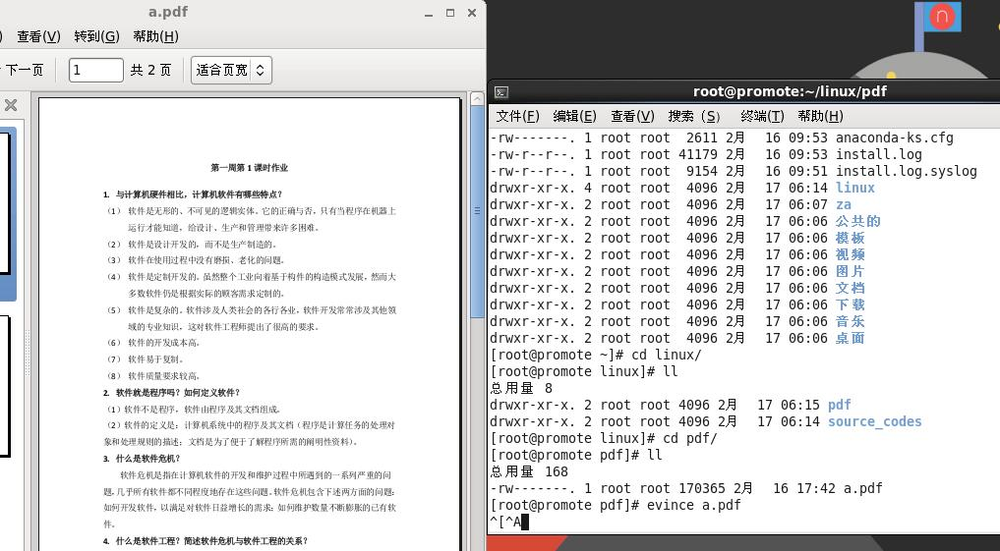 a.pdf
) 查看(V) 转到(G) 帮助(H)
下一页 1 共 2 页 适合页宽
第一周第 1 课时作业
1. 与计算机硬件相比，计算机软件有哪些特点?
（1） 软件是无形的、不可见的逻辑实体。它的正确与否，只有当程序在机器上
运行才能知道，给设计、生产和管理带来许多困难。
（2） 软件是设计开发的，而不是生产制造的。
（3） 软件在使用过程中没有磨损、老化的问题。
（4） 软件是定制开发的。虽然整个工业向着基于构件的构造模式发展，然而大
多数软件仍是根据实际的顾客需求定制的。
（5） 软件是复杂的。软件涉及人类社会的各行各业，软件开发常常涉及其他领
域的专业知识，这对软件工程师提出了很高的要求。
（6） 软件的开发成本高。
（7） 软件易于复制。
（8） 软件质量要求较高。
2. 软件就是程序吗？如何定义软件?
（1）软件不是程序，软件由程序及其文档组成。
（2）软件的定义是：计算机系统中的程序及其文档（程序是计算任务的处理对
象和处理规则的描述；文档是为了便于了解程序所需的阐明性资料）。
3. 什么是软件危机?
软件危机是指在计算机软件的开发和维护过程中所遇到的一系列严重的问
题,几乎所有软件都不同程度地存在这些问题。软件危机包含下述两方面的问题:
如何开发软件，以满足对软件日益增长的需求；如何维护数量不断膨胀的已有软
件。
4. 什么是软件工程？简述软件危机与软件工程的关系?
n
root@promote:~/linux/pdf
文件(F) 编辑(E) 查看(V) 搜索 (S) 终端(T) 帮助(H)
-rw-------. 1 root root 2611 2月 16 09:53 anaconda-ks.cfg
-rw-r--r--. 1 root root 41179 2月 16 09:53 install.log
-rw-r--r--. 1 root root 9154 2月 16 09:51 install.log.syslog
drwxr-xr-x. 4 root root 4096 2月 17 06:14 linux
drwxr-xr-x. 2 root root 4096 2月 17 06:07 za
drwxr-xr-x. 2 root root 4096 2月 17 06:06 公共的
drwxr-xr-x. 2 root root 4096 2月 17 06:06 模板
drwxr-xr-x. 2 root root 4096 2月 17 06:06 视频
drwxr-xr-x. 2 root root 4096 2月 17 06:06 图片
drwxr-xr-x. 2 root root 4096 2月 17 06:06 文档
drwxr-xr-x. 2 root root 4096 2月 17 06:06 下载
drwxr-xr-x. 2 root root 4096 2月 17 06:06 音乐
drwxr-xr-x. 2 root root 4096 2月 17 06:06 桌面
[root@promote ~]# cd linux/
[root@promote linux]# ll
总用量 8
drwxr-xr-x. 2 root root 4096 2月 17 06:15 pdf
drwxr-xr-x. 2 root root 4096 2月 17 06:14 source_codes
[root@promote linux]# cd pdf/
[root@promote pdf]# ll
总用量 168
-rw-------. 1 root root 170365 2月 16 17:42 a.pdf
[root@promote pdf]# evince a.pdf
^[^A